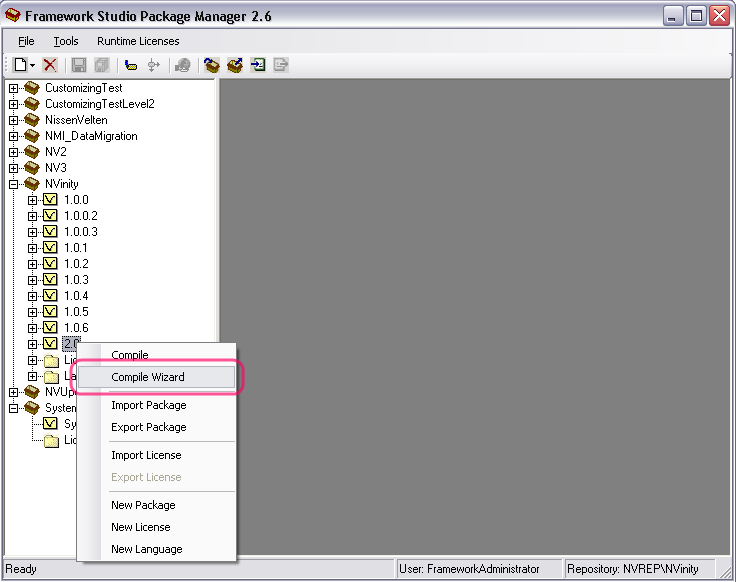 Framework Studio Package Manager 2.6
File Tools Runtime Licenses
CustomizingTest
CustomizingTestLevel2
NissenVelten
NMI_DataMigration
NV2
NV3
NVinity
1.0.0
1.0.0.2
1.0.0.3
1.0.1
1.0.2
1.0.3
1.0.4
1.0.5
1.0.6
2.0
Compile
Compile Wizard
Import Package
Export Package
Import License
Export License
New Package
New License
New Language
NVUp
System
Sy
Ready
User: FrameworkAdministrator
Repository: NVREP\NVinity